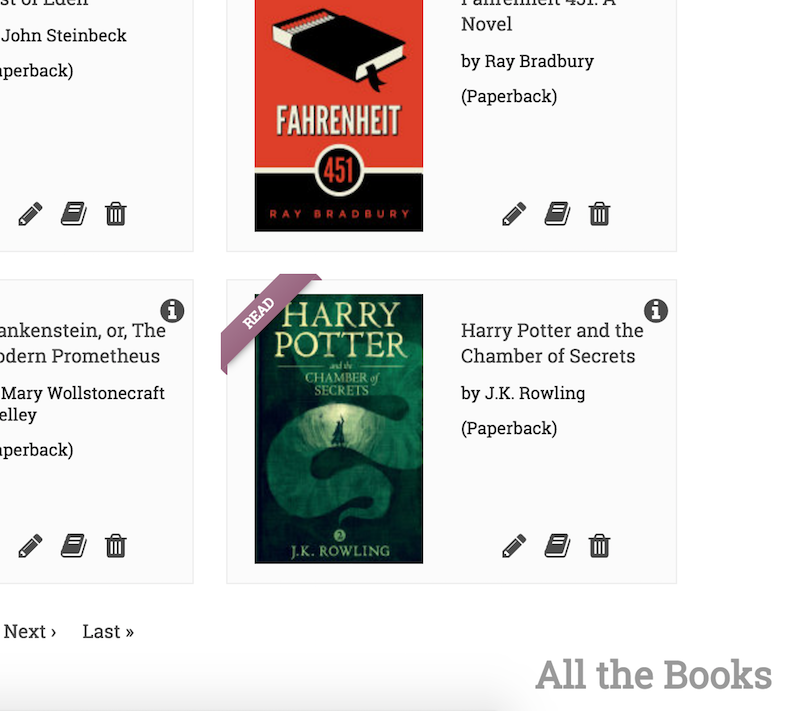 st of Eden
John Steinbeck
aperback)
Fahrenheit 451: A
Novel
by Ray Bradbury
(Paperback)
FAHRENHEIT
451
RAY BRADBURY
ankenstein, or, The
odern Prometheus
Mary Wollstonecraft
elley
aperback)
READ
HARRY
POTTER
and the
CHAMBER of
SECRETS
2
J.K. ROWLING
Harry Potter and the
Chamber of Secrets
by J.K. Rowling
(Paperback)
Next › Last »
All the Books